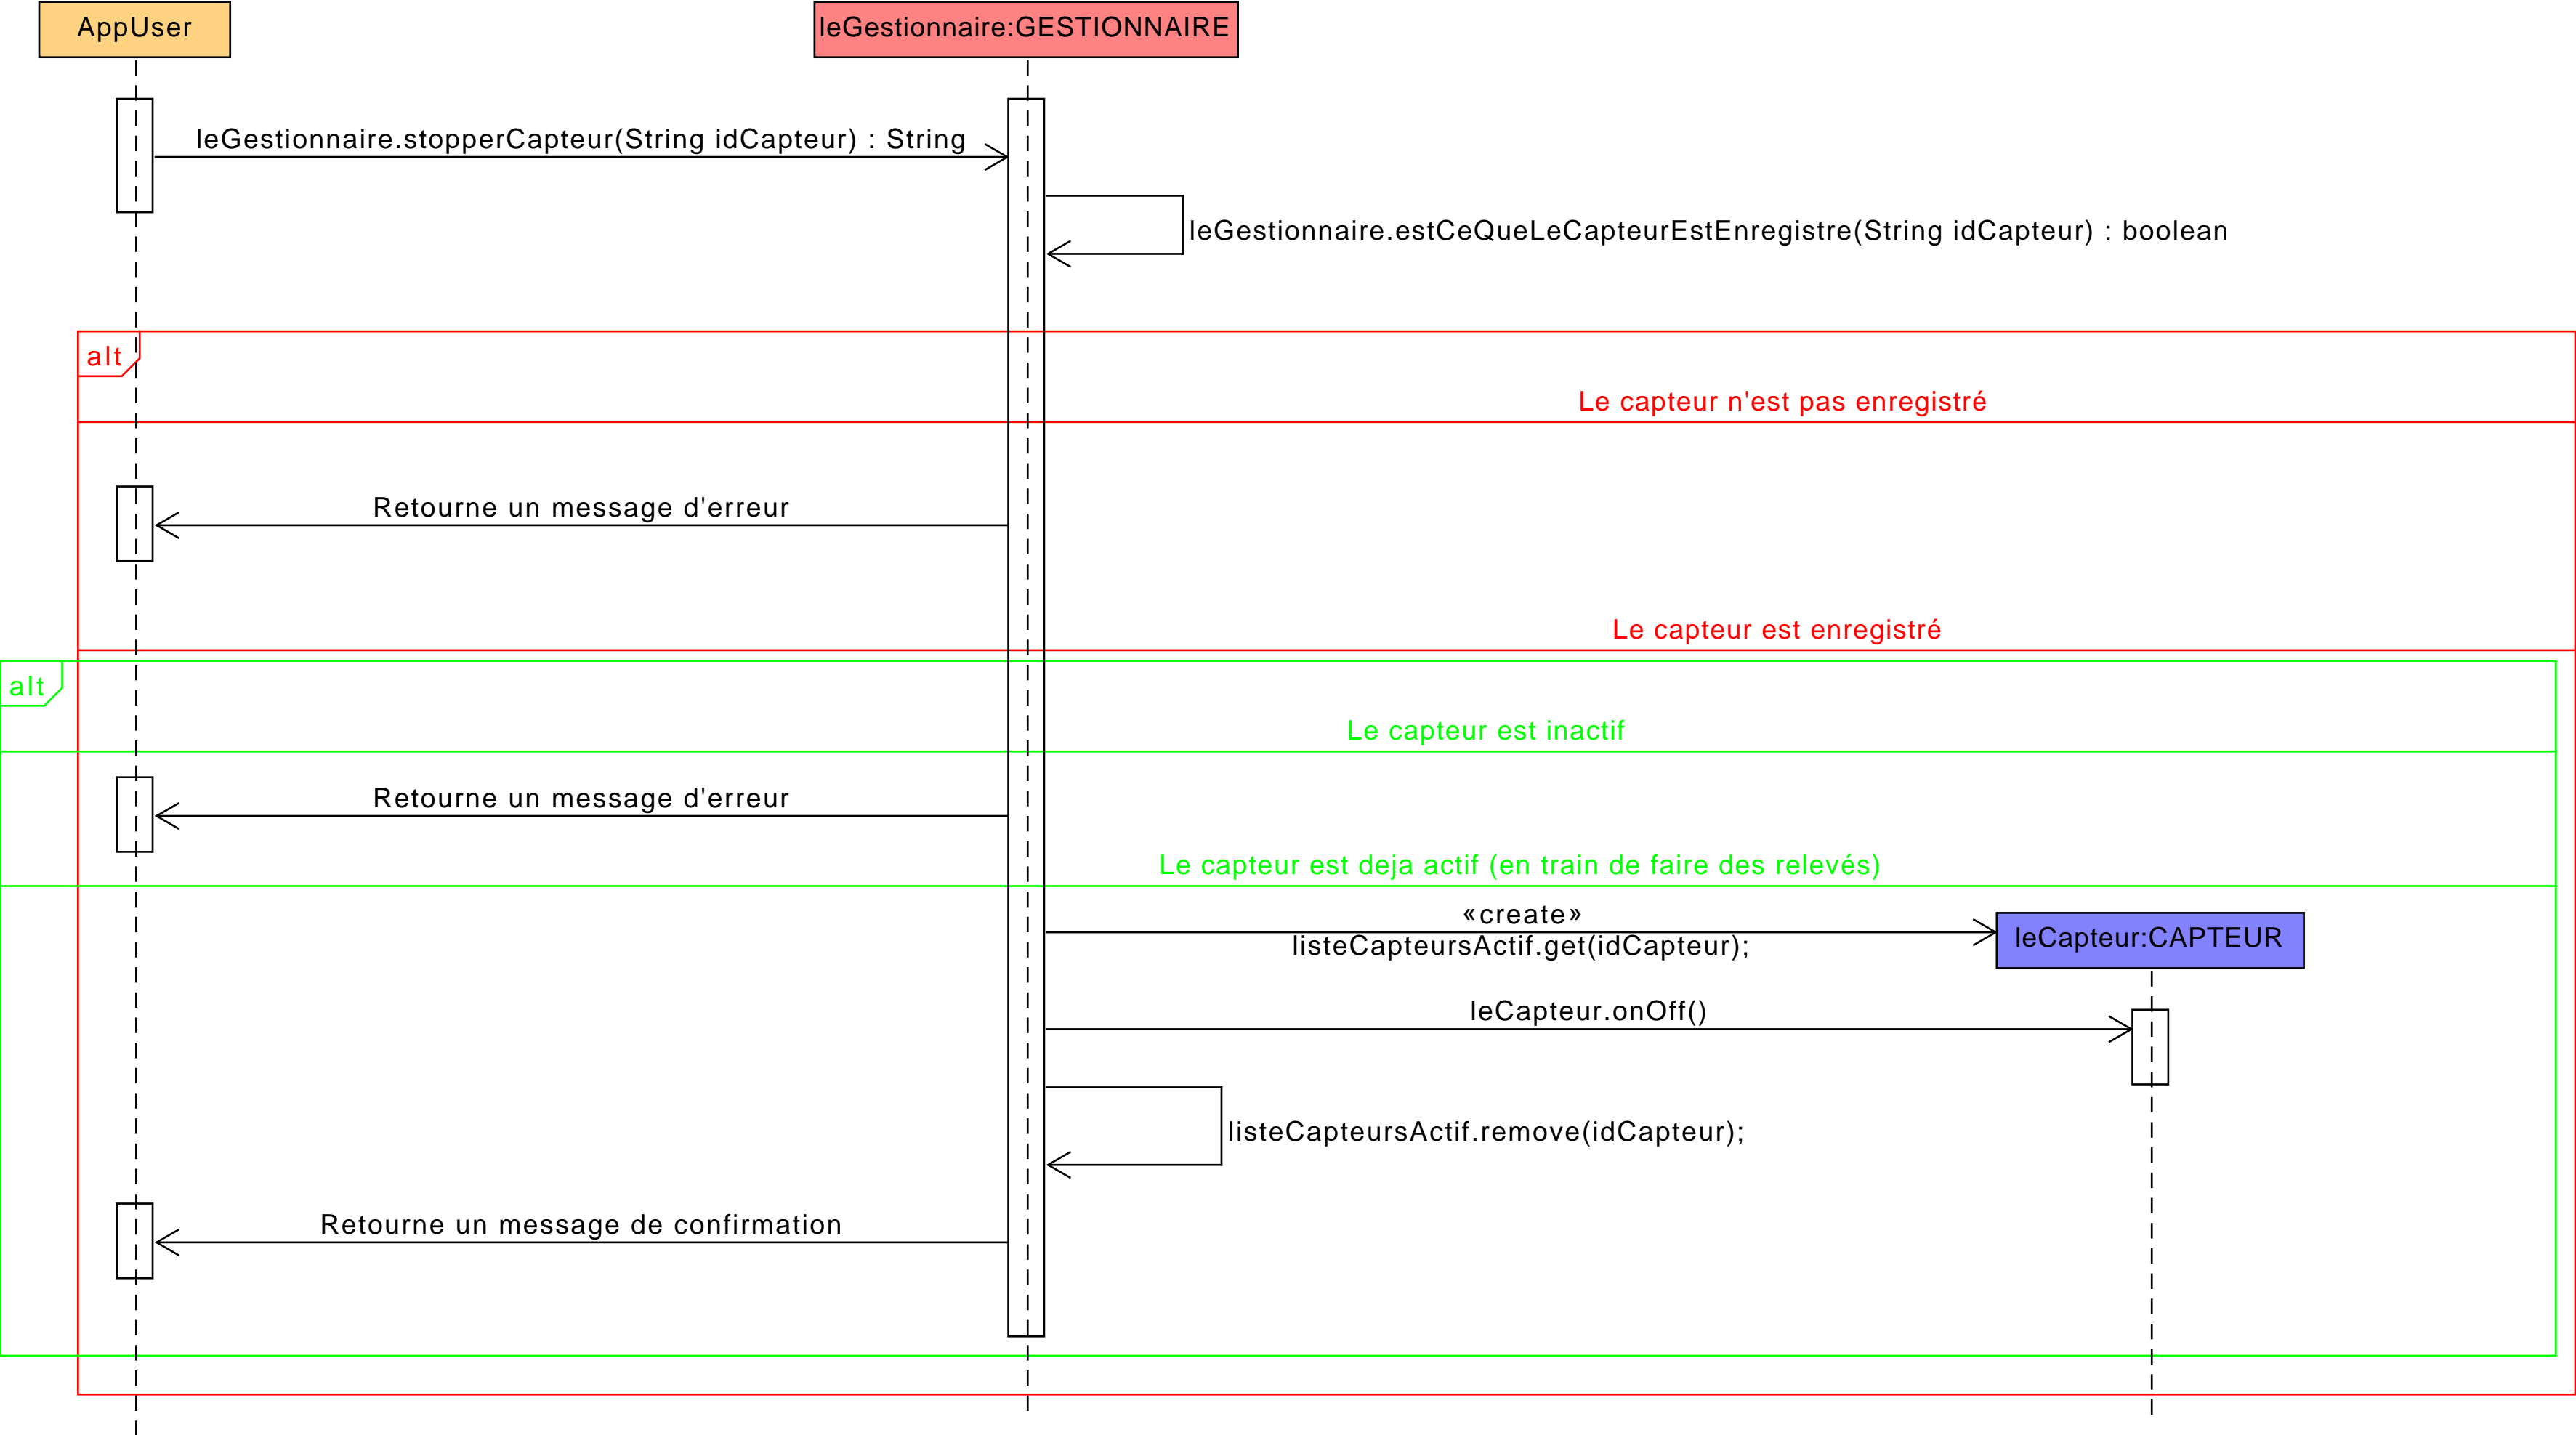 AppUser
leGestionnaire:GESTIONNAIRE
leGestionnaire.stopperCapteur(String idCapteur) : String
leGestionnaire.estCeQueLeCapteurEstEnregistre(String idCapteur) : boolean
alt
Le capteur n'est pas enregistré
Retourne un message d'erreur
Le capteur est enregistré
alt
Le capteur est inactif
Retourne un message d'erreur
Le capteur est deja actif (en train de faire des relevés)
«create»
listeCapteursActif.get(idCapteur);
leCapteur:CAPTEUR
leCapteur.onOff()
listeCapteursActif.remove(idCapteur);
Retourne un message de confirmation